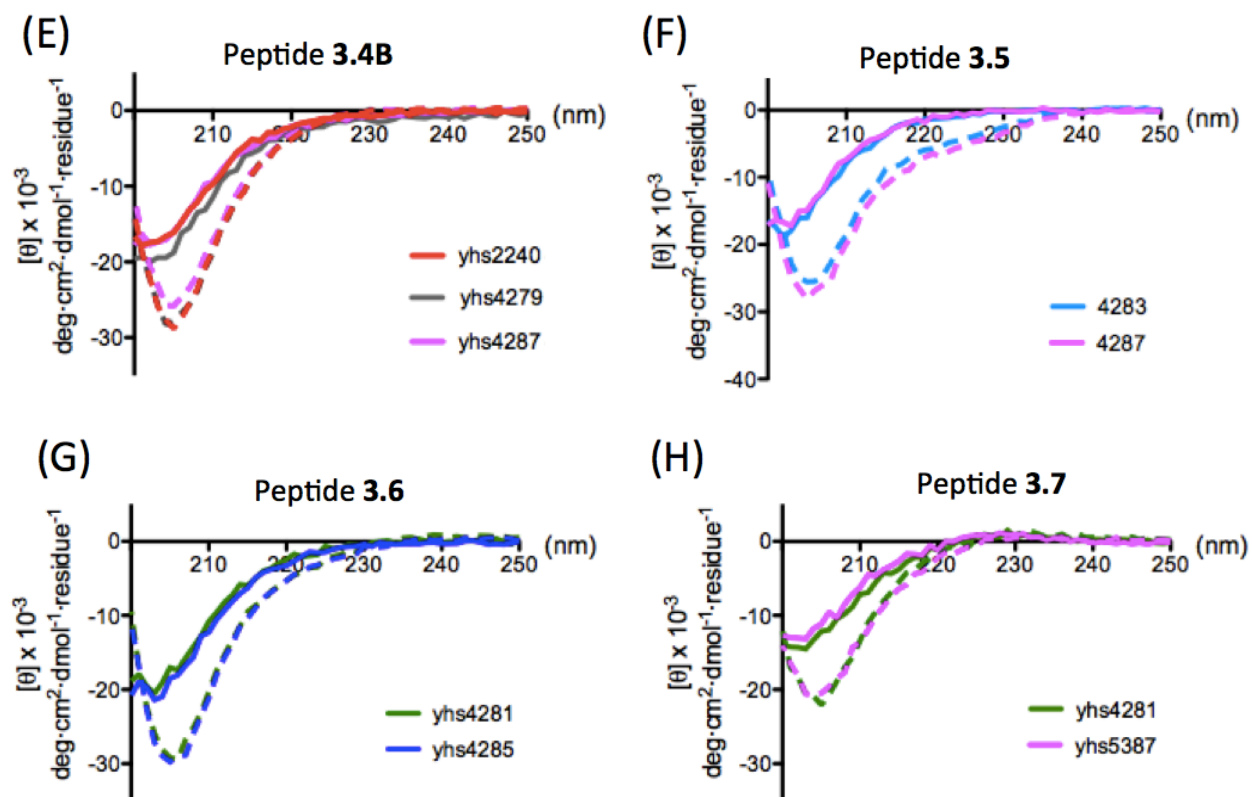 (E)
Peptide 3.4B
[θ] x 10⁻³
deg·cm²·dmol⁻¹·residue⁻¹
0
-10
-20
-30
210
220
230
240
250
(nm)
yhs2240
yhs4279
yhs4287
(F)
Peptide 3.5
[θ] x 10⁻³
deg·cm²·dmol⁻¹·residue⁻¹
0
-10
-20
-30
-40
210
220
230
240
250
(nm)
4283
4287
(G)
Peptide 3.6
[θ] x 10⁻³
deg·cm²·dmol⁻¹·residue⁻¹
0
-10
-20
-30
210
220
230
240
250
(nm)
yhs4281
yhs4285
(H)
Peptide 3.7
[θ] x 10⁻³
deg·cm²·dmol⁻¹·residue⁻¹
0
-10
-20
-30
210
220
230
240
250
(nm)
yhs4281
yhs5387